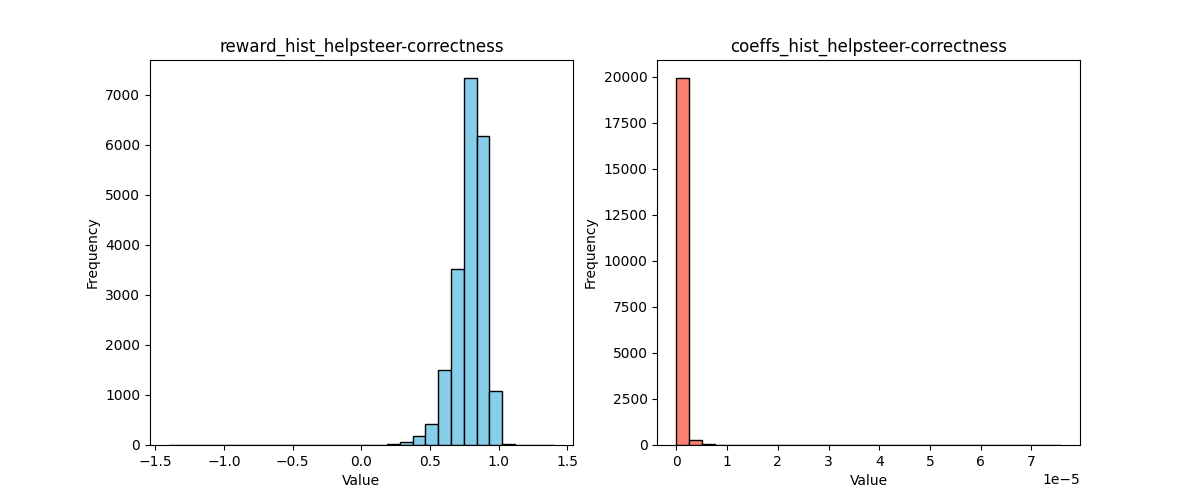 reward_hist_helpsteer-correctness
7000
6000
5000
4000
3000
2000
1000
0
Frequency
−1.5 −1.0 −0.5 0.0 0.5 1.0 1.5
Value
coeffs_hist_helpsteer-correctness
20000
17500
15000
12500
10000
7500
5000
2500
0
Frequency
0 1 2 3 4 5 6 7
1e−5
Value